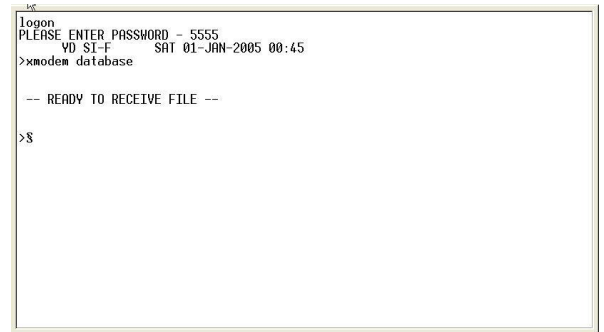 logon
PLEASE ENTER PASSWORD - 5555
YD SI-F SAT 01-JAN-2005 00:45
>xmodem database
-- READY TO RECEIVE FILE --
>%